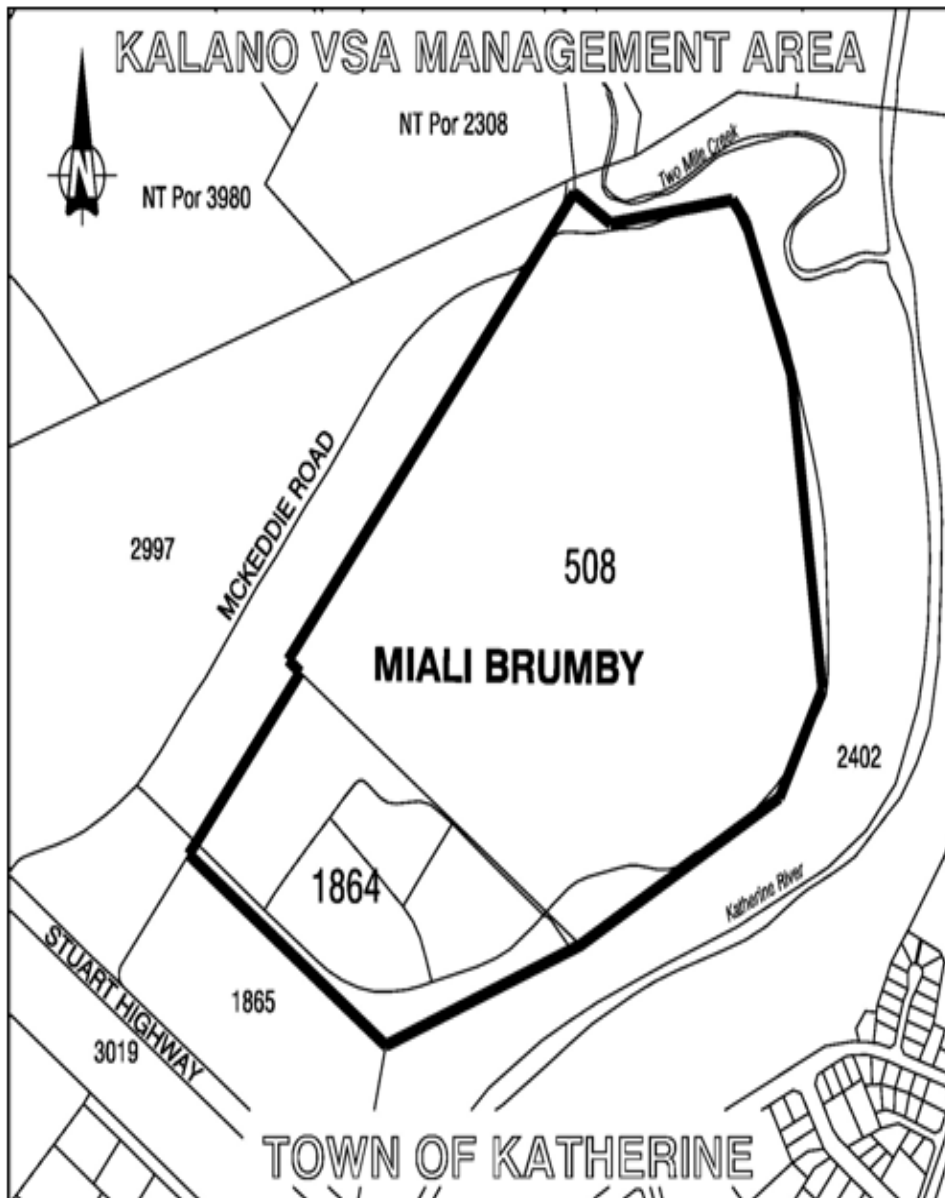 KALANO VSA MANAGEMENT AREA
NT Por 2308
Two Mile Creek
N
NT Por 3980
MCKEDDIE ROAD
2997
508
MIALI BRUMBY
2402
1864
Katherine River
STUART HIGHWAY
1865
3019
TOWN OF KATHERINE